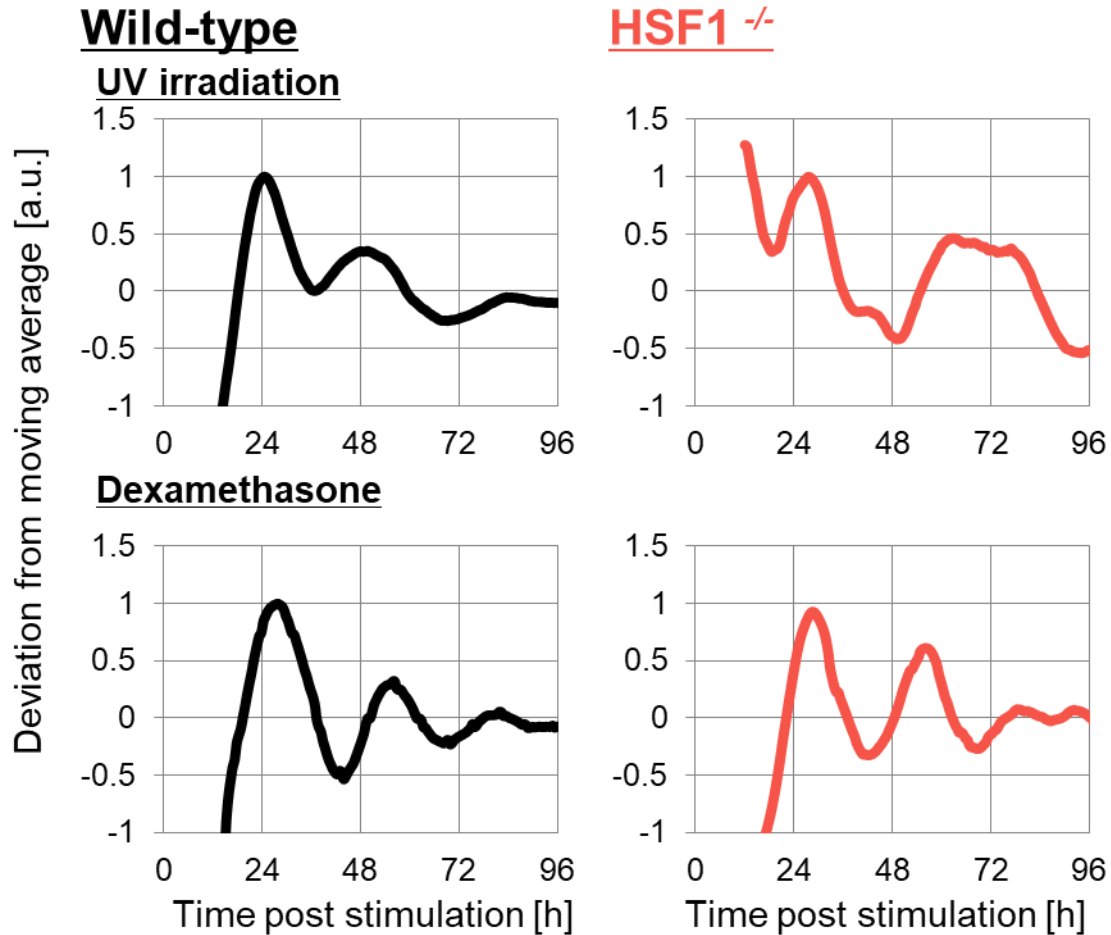 Wild-type
HSF1 -/-
UV irradiation
Deviation from moving average [a.u.]
1.5
1
0.5
0
-0.5
-1
0 24 48 72 96
1.5
1
0.5
0
-0.5
-1
0 24 48 72 96
Dexamethasone
1.5
1
0.5
0
-0.5
-1
0 24 48 72 96
Time post stimulation [h]
1.5
1
0.5
0
-0.5
-1
0 24 48 72 96
Time post stimulation [h]